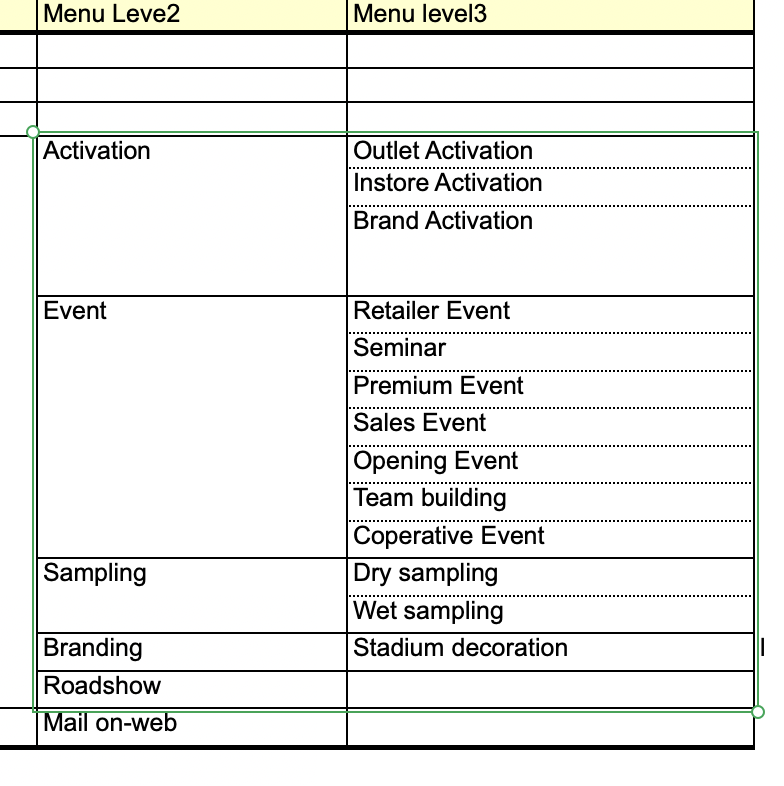 Menu Leve2 Menu level3
Activation Outlet Activation
Instore Activation
Brand Activation
Event Retailer Event
Seminar
Premium Event
Sales Event
Opening Event
Team building
Coperative Event
Sampling Dry sampling
Wet sampling
Branding Stadium decoration
Roadshow
Mail on-web